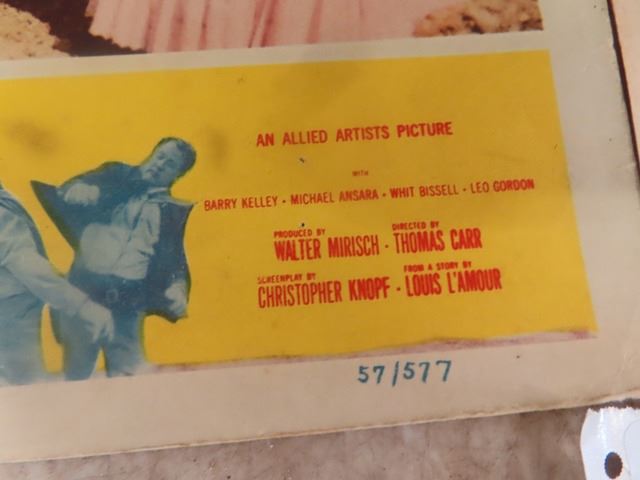 AN ALLIED ARTISTS PICTURE
WITH
BARRY KELLEY - MICHAEL ANSARA - WHIT BISSELL - LEO GORDON
PRODUCED BY DIRECTED BY
WALTER MIRISCH - THOMAS CARR
SCREENPLAY BY FROM A STORY BY
CHRISTOPHER KNOPF - LOUIS L'AMOUR
57/577